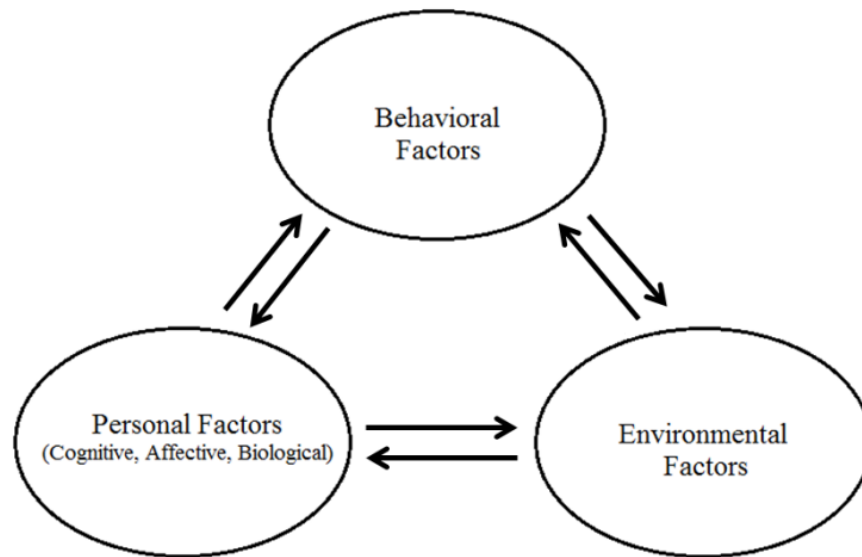 Behavioral
Factors
Personal Factors
(Cognitive, Affective, Biological)
Environmental
Factors